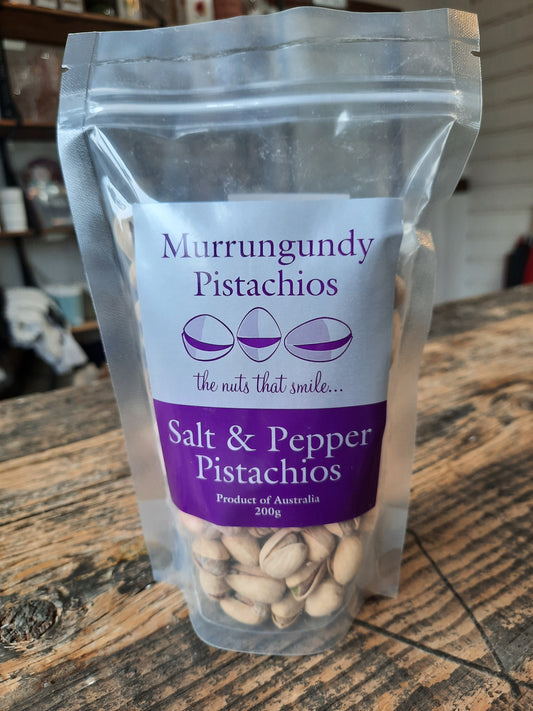 Murrungundy
Pistachios
the nuts that smile...
Salt & Pepper
Pistachios
Product of Australia
200g